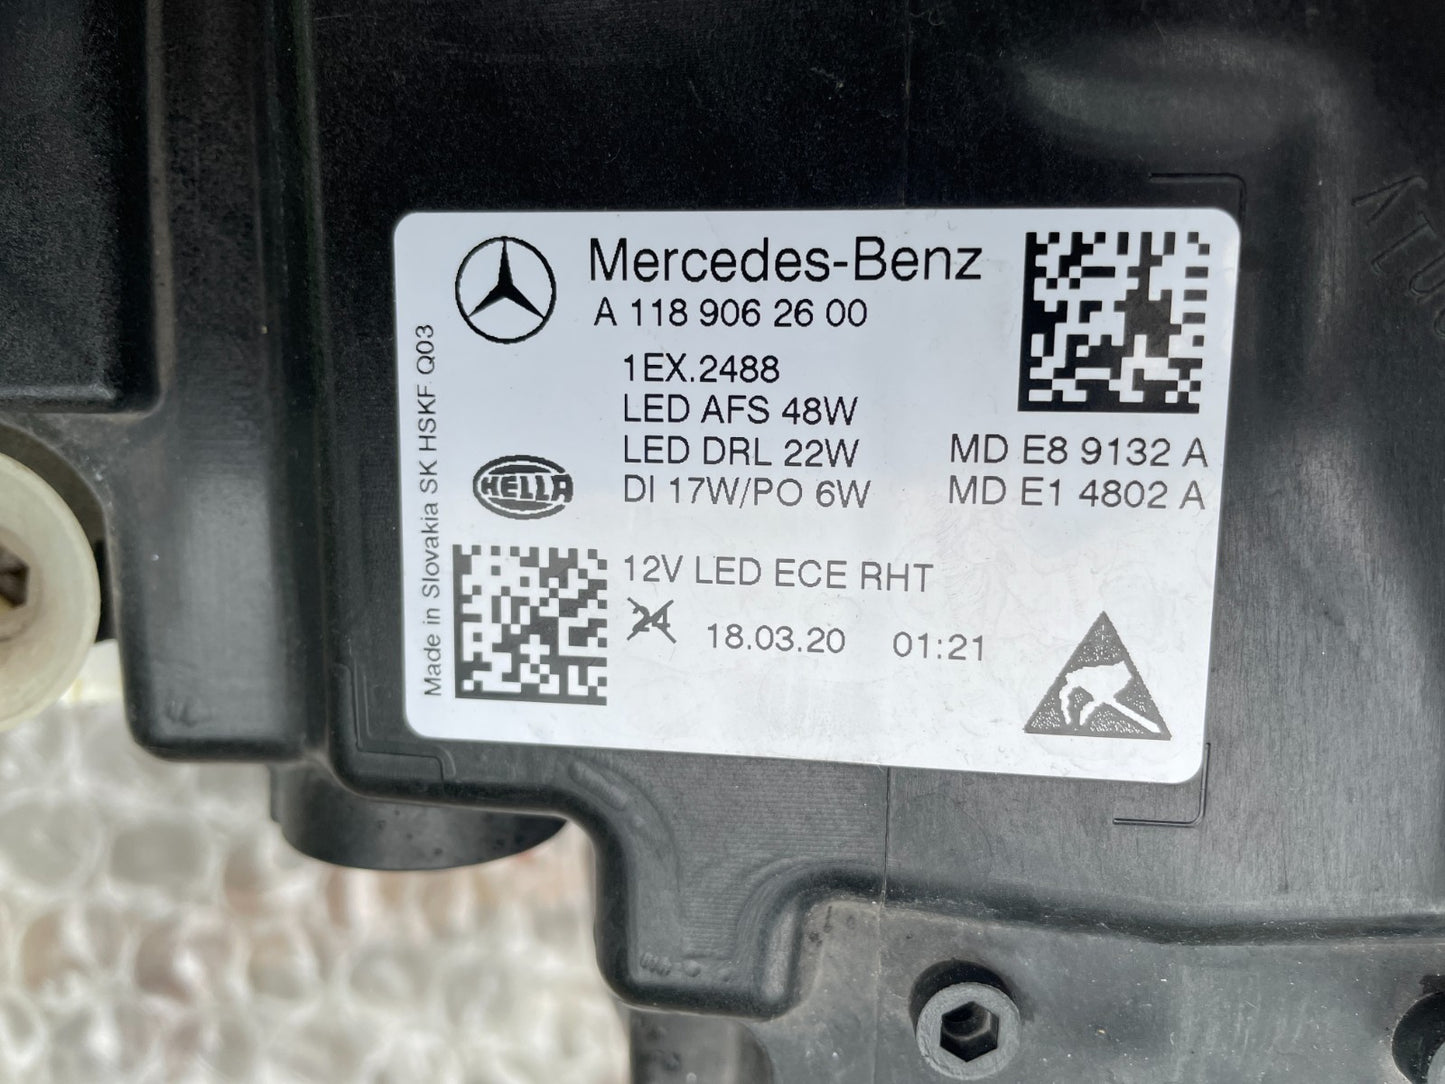 Mercedes-Benz
A 118 906 26 00
1EX.2488
LED AFS 48W
LED DRL 22W
DI 17W/PO 6W
MD E8 9132 A
MD E1 4802 A
HELLA
12V LED ECE RHT
24
18.03.20 01:21
Made in Slovakia SK HSKF Q03